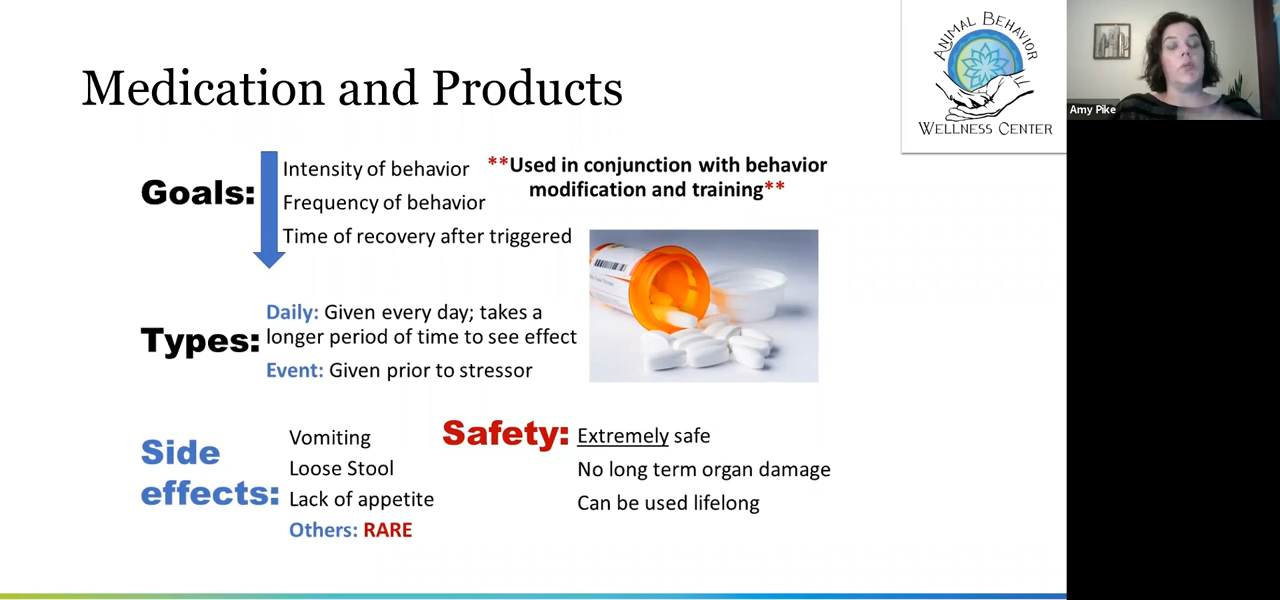 Medication and Products
ANIMAL BEHAVIOR
WELLNESS CENTER
Amy Pike
Goals:
Intensity of behavior
Frequency of behavior
Time of recovery after triggered
**Used in conjunction with behavior
modification and training**
Types:
Daily: Given every day; takes a
longer period of time to see effect
Event: Given prior to stressor
Side
effects:
Vomiting
Loose Stool
Lack of appetite
Others: RARE
Safety:
Extremely safe
No long term organ damage
Can be used lifelong